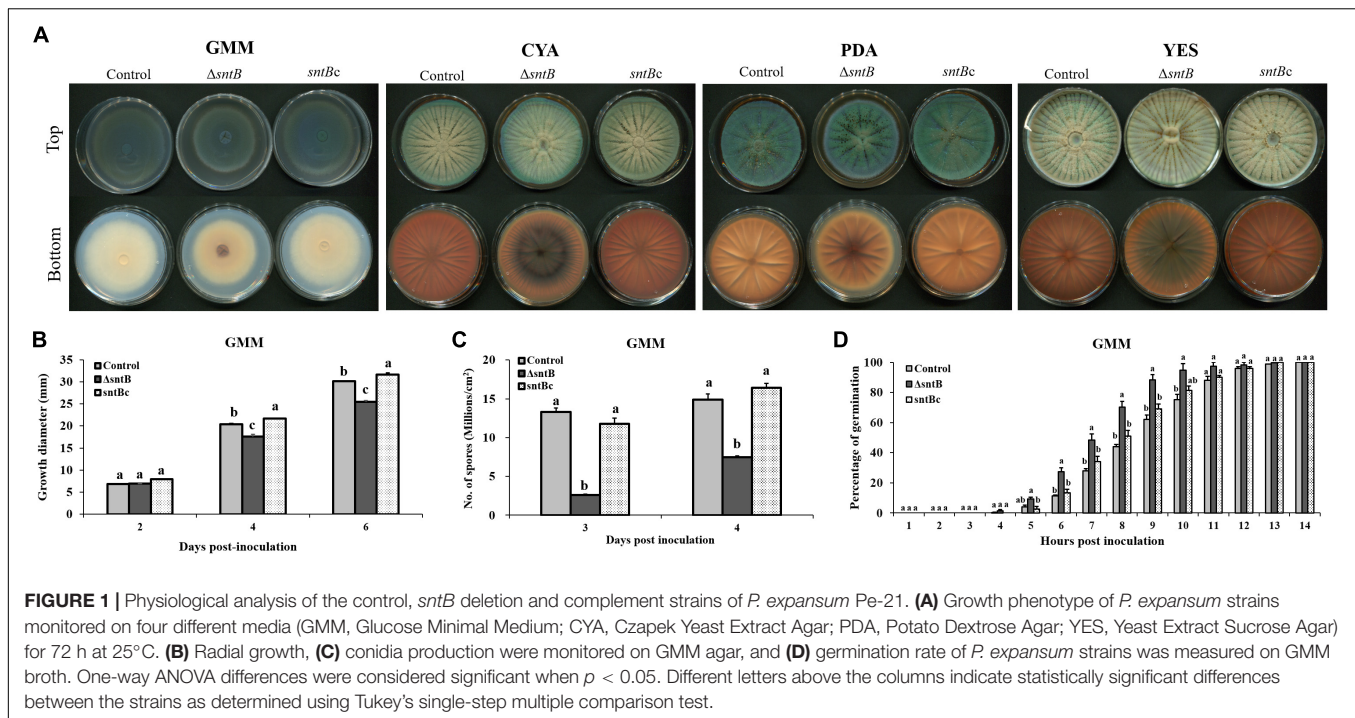 A
GMM
CYA
PDA
YES
Control ΔsntB sntBc Control ΔsntB sntBc Control ΔsntB sntBc Control ΔsntB sntBc
Top
Bottom
B
GMM
Control
ΔsntB
sntBc
Growth diameter (mm)
35
30
25
20
15
10
5
0
a a a
b c a
b c a
2 4 6
Days post-inoculation
C
GMM
Control
ΔsntB
sntBc
No. of spores (Millions/cm²)
20
15
10
5
0
a b a
a b a
3 4
Days post inoculation
D
GMM
Control
ΔsntB
sntBc
Percentage of germination
100
80
60
40
20
0
a a a
a a a
a a a
a a a
ab a b
b a b
b a b
b a b
b a b
b a ab
a a a
a a a
a a a
a a a
1 2 3 4 5 6 7 8 9 10 11 12 13 14
Hours post inoculation
FIGURE 1 | Physiological analysis of the control, sntB deletion and complement strains of P. expansum Pe-21. (A) Growth phenotype of P. expansum strains
monitored on four different media (GMM, Glucose Minimal Medium; CYA, Czapek Yeast Extract Agar; PDA, Potato Dextrose Agar; YES, Yeast Extract Sucrose Agar)
for 72 h at 25°C. (B) Radial growth, (C) conidia production were monitored on GMM agar, and (D) germination rate of P. expansum strains was measured on GMM
broth. One-way ANOVA differences were considered significant when p < 0.05. Different letters above the columns indicate statistically significant differences
between the strains as determined using Tukey's single-step multiple comparison test.